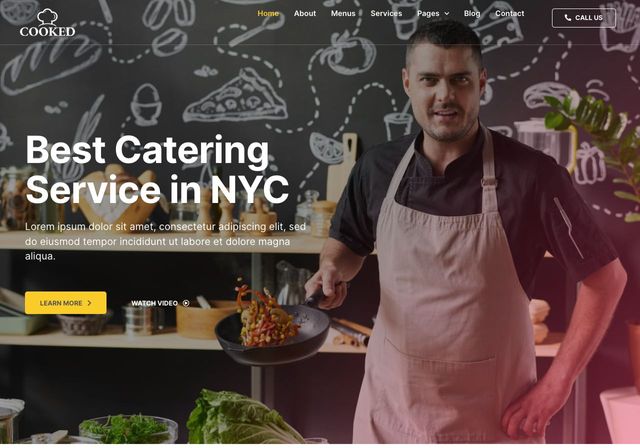 COOKED
Home About Menus Services Pages Blog Contact
CALL US
Best Catering
Service in NYC
Lorem ipsum dolor sit amet, consectetur adipiscing elit, sed
do eiusmod tempor incididunt ut labore et dolore magna
aliqua.
LEARN MORE
WATCH VIDEO